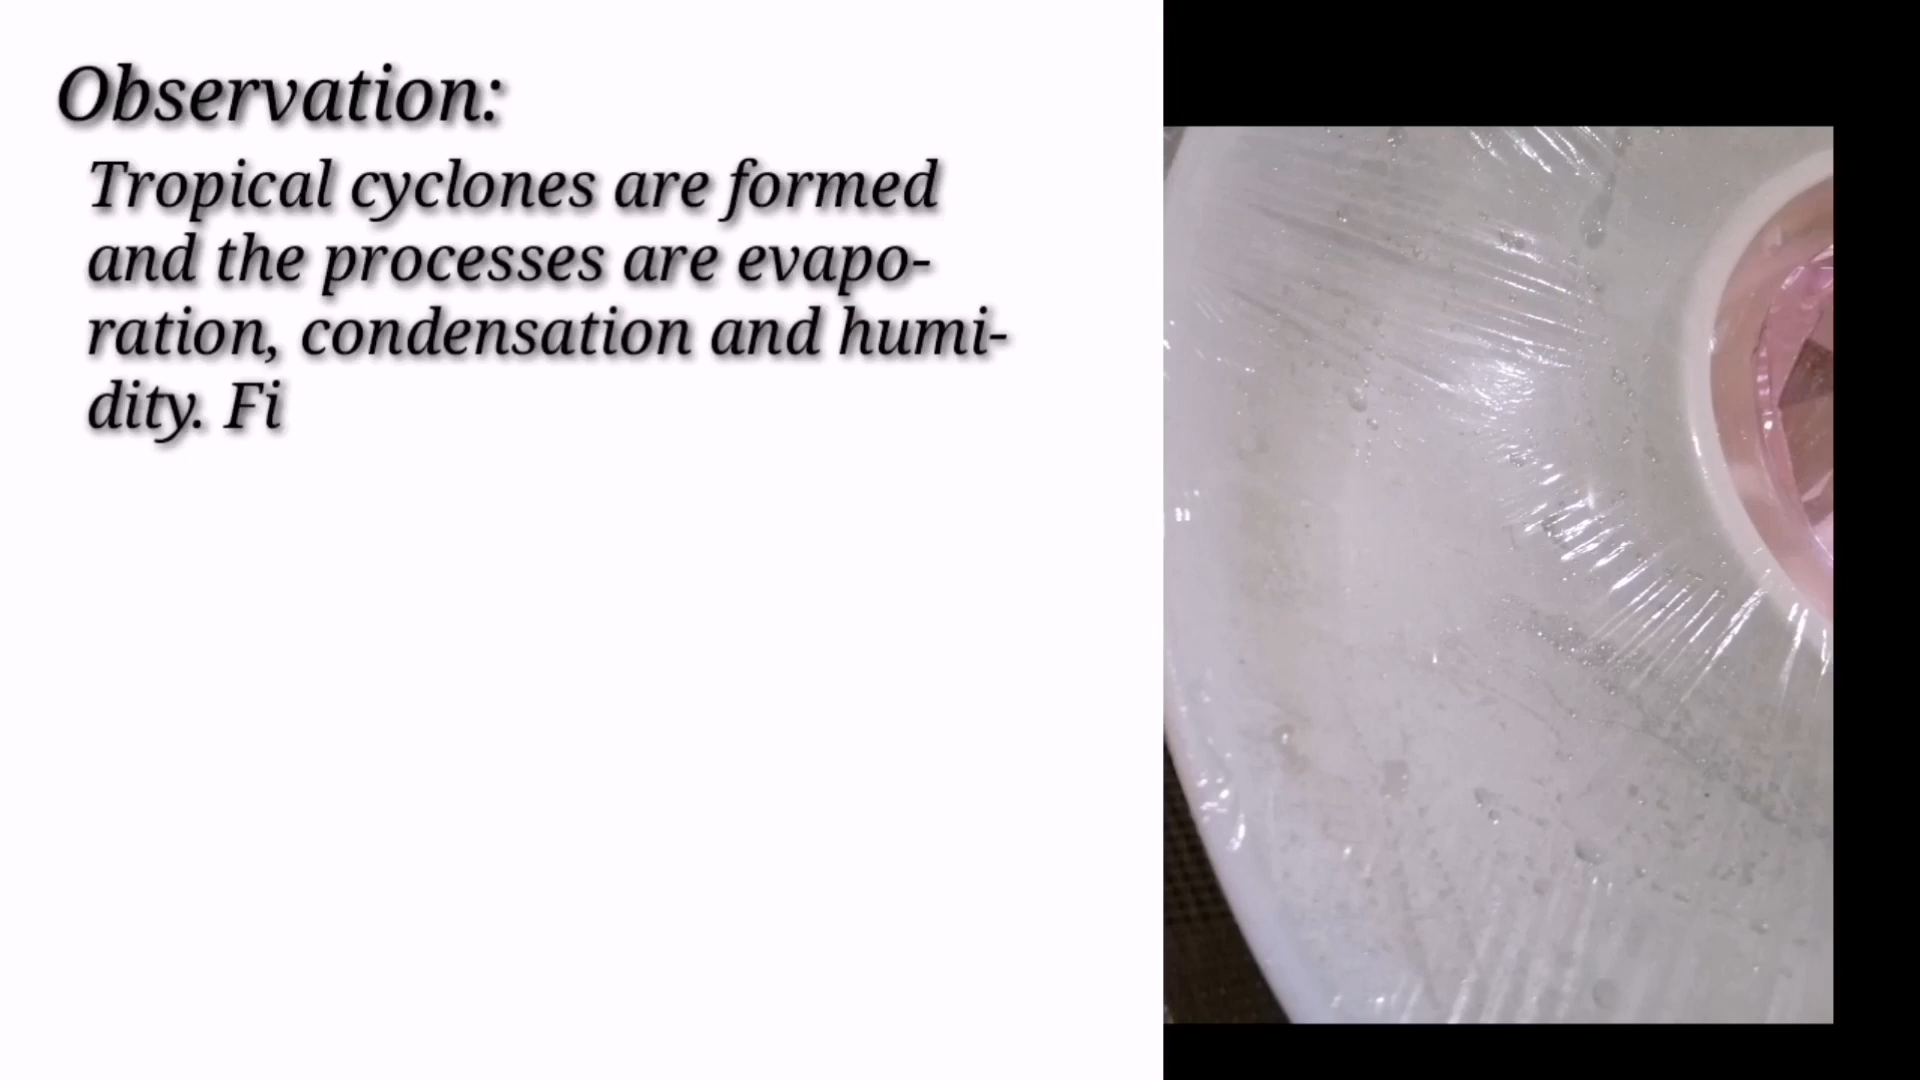 Observation:
Tropical cyclones are formed
and the processes are evapo-
ration, condensation and humi-
dity. Fi